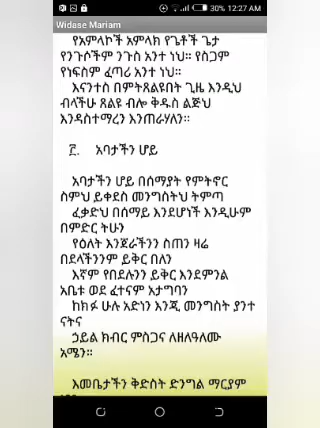 30% 12:27 AM
Widase Mariam
የአምላኮች አምላክ የጌቶች ጌታ
የንጉሶችም ንጉስ አንተ ነህ። የስጋም
የነፍስም ፈጣሪ አንተ ነህ።
እናንተስ በምትጸልዩበት ጊዜ እንዲህ
ብላችሁ ጸልዩ ብሎ ቅዱስ ልጅህ
እንዳስተማረን እንጠራሃለን።
፫. አባታችን ሆይ
አባታችን ሆይ በሰማያት የምትኖር
ስምህ ይቀደስ መንግስትህ ትምጣ
ፈቃድህ በሰማይ እንደሆነች እንዲሁም
በምድር ትሁን
የዕለት እንጀራችንን ስጠን ዛሬ
በደላችንንም ይቅር በለን
እኛም የበደሉንን ይቅር እንደምንል
አቤቱ ወደ ፈተናም አታግባን
ከክፉ ሁሉ አድነን እንጂ መንግስት ያንተ
ናትና
ኃይል ክብር ምስጋና ለዘለዓለሙ
አሜን።
እመቤታችን ቅድስት ድንግል ማርያም